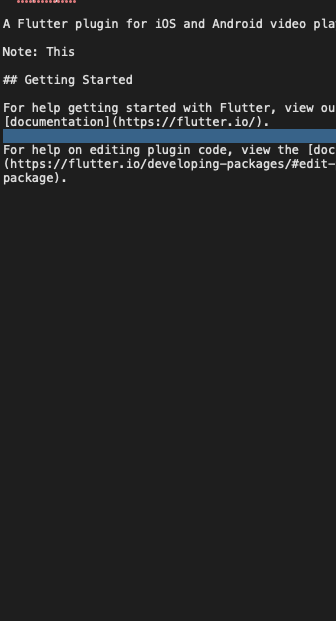 A Flutter plugin for iOS and Android video pla
Note: This
## Getting Started
For help getting started with Flutter, view ou
[documentation](https://flutter.io/).
For help on editing plugin code, view the [doc
(https://flutter.io/developing-packages/#edit-
package).